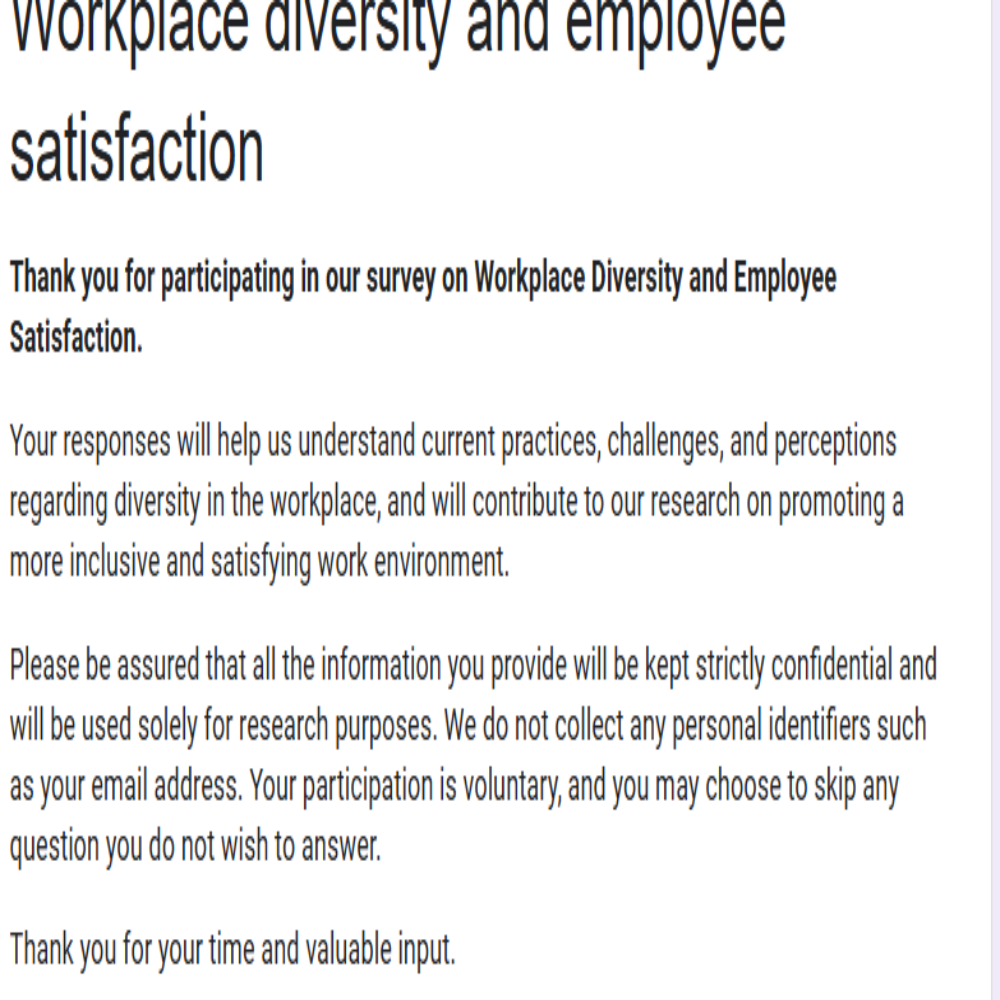 Workplace diversity and employee
satisfaction
Thank you for participating in our survey on Workplace Diversity and Employee
Satisfaction.
Your responses will help us understand current practices, challenges, and perceptions
regarding diversity in the workplace, and will contribute to our research on promoting a
more inclusive and satisfying work environment.
Please be assured that all the information you provide will be kept strictly confidential and
will be used solely for research purposes. We do not collect any personal identifiers such
as your email address. Your participation is voluntary, and you may choose to skip any
question you do not wish to answer.
Thank you for your time and valuable input.